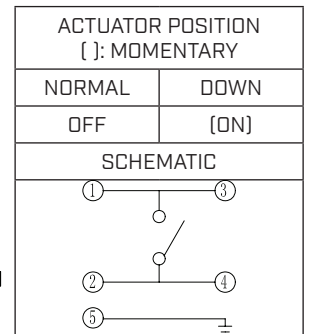 ACTUATOR POSITION
( ): MOMENTARY
NORMAL DOWN
OFF (ON)
SCHEMATIC
1 3
2 4
5